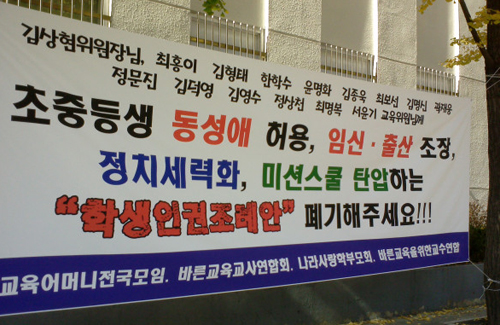 김상현위원장님, 최홍이 김형태 한학수 윤명화 김종욱 최보선 김명신 곽재웅
정문진 김덕영 김영수 정상천 최명복 서윤기 교육위원님께
초중등생 동성애 허용, 임신·출산 조장,
정치세력화, 미션스쿨 탄압하는
"학생인권조례안" 폐기해주세요!!!
교육어머니전국모임. 바른교육교사연합회. 나라사랑학부모회. 바른교육을위한교수연합